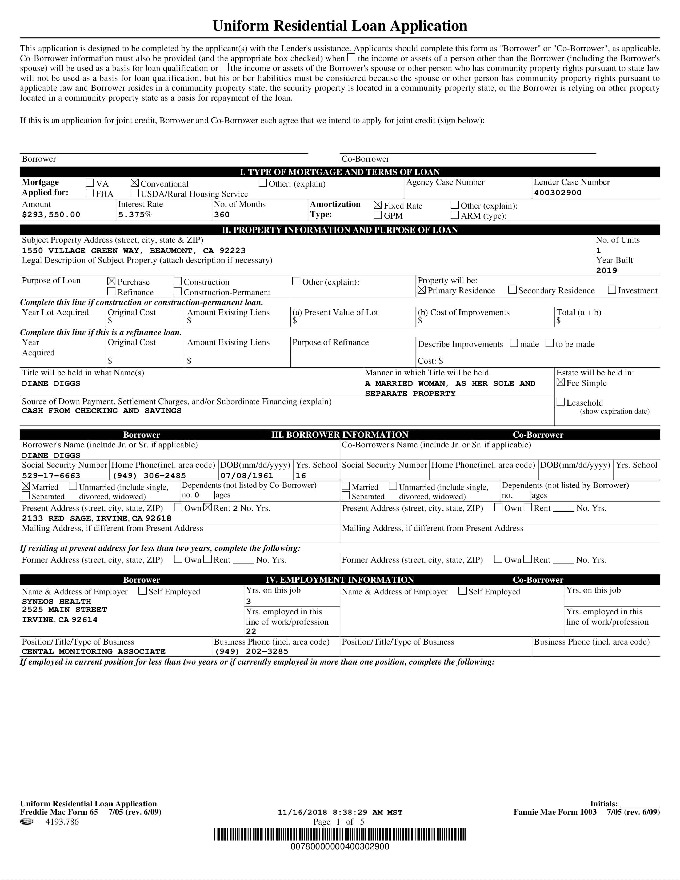 Uniform Residential Loan Application
This application is designed to be completed by the applicant(s) with the Lender's assistance. Applicants should complete this form as "Borrower" or "Co-Borrower", as applicable.
Co-Borrower information must also be provided (and the appropriate box checked) when the income or assets of a person other than the Borrower (including the Borrower's
spouse) will be used as a basis for loan qualification or the income or assets of the Borrower's spouse or other person who has community property rights pursuant to state law
will not be used as a basis for loan qualification, but his or her liabilities must be considered because the spouse or other person has community property rights pursuant to
applicable law and Borrower resides in a community property state, the security property is located in a community property state, or the Borrower is relying on other property
located in a community property state as a basis for repayment of the loan.
If this is an application for joint credit, Borrower and Co-Borrower each agree that we intend to apply for joint credit (sign below):
Borrower Co-Borrower
I. TYPE OF MORTGAGE AND TERMS OF LOAN
Mortgage VA Conventional Other (explain) Agency Case Number Lender Case Number
Applied for: FHA USDA/Rural Housing Service 400302900
Amount Interest Rate No. of Months Amortization Fixed Rate Other (explain):
$293,550.00 5.375% 360 Type: GPM ARM (type):
II. PROPERTY INFORMATION AND PURPOSE OF LOAN
Subject Property Address (street, city, state & ZIP) No. of Units
1550 VILLAGE GREEN WAY, BEAUMONT, CA 92223 1
Legal Description of Subject Property (attach description if necessary) Year Built
2019
Purpose of Loan Purchase Construction Other (explain): Property will be:
Refinance Construction-Permanent Primary Residence Secondary Residence Investment
Complete this line if construction or construction-permanent loan.
Year Lot Acquired Original Cost Amount Existing Liens (a) Present Value of Lot (b) Cost of Improvements Total (a + b)
$ $ $ $ $
Complete this line if this is a refinance loan.
Year Original Cost Amount Existing Liens Purpose of Refinance Describe Improvements made to be made
Acquired
$ $ Cost: $
Title will be held in what Name(s) Manner in which Title will be held Estate will be held in:
DIANE DIGGS A MARRIED WOMAN, AS HER SOLE AND Fee Simple
SEPARATE PROPERTY
Source of Down Payment, Settlement Charges, and/or Subordinate Financing (explain) Leasehold
CASH FROM CHECKING AND SAVINGS (show expiration date)
Borrower III. BORROWER INFORMATION Co-Borrower
Borrower's Name (include Jr. or Sr. if applicable) Co-Borrower's Name (include Jr. or Sr. if applicable)
DIANE DIGGS
Social Security Number Home Phone(incl. area code) DOB(mm/dd/yyyy) Yrs. School Social Security Number Home Phone(incl. area code) DOB(mm/dd/yyyy) Yrs. School
529-17-6663 (949) 306-2485 07/08/1961 16
Married Unmarried (include single, Dependents (not listed by Co-Borrower) Married Unmarried (include single, Dependents (not listed by Borrower)
Separated divorced, widowed) no. 0 ages Separated divorced, widowed) no. ages
Present Address (street, city, state, ZIP) Own Rent 2 No. Yrs. Present Address (street, city, state, ZIP) Own Rent ____ No. Yrs.
2133 RED SAGE, IRVINE, CA 92618
Mailing Address, if different from Present Address Mailing Address, if different from Present Address
If residing at present address for less than two years, complete the following:
Former Address (street, city, state, ZIP) Own Rent ____ No. Yrs. Former Address (street, city, state, ZIP) Own Rent ____ No. Yrs.
Borrower IV. EMPLOYMENT INFORMATION Co-Borrower
Name & Address of Employer Self Employed Yrs. on this job Name & Address of Employer Self Employed Yrs. on this job
SYNEOS HEALTH 3
2525 MAIN STREET Yrs. employed in this Yrs. employed in this
IRVINE, CA 92614 line of work/profession line of work/profession
22
Position/Title/Type of Business Business Phone (incl. area code) Position/Title/Type of Business Business Phone (incl. area code)
CENTAL MONITORING ASSOCIATE (949) 202-3285
If employed in current position for less than two years or if currently employed in more than one position, complete the following:
Uniform Residential Loan Application Initials:
Freddie Mac Form 65 7/05 (rev. 6/09) 11/16/2018 8:38:29 AM MST Fannie Mae Form 1003 7/05 (rev. 6/09)
4193.786 Page 1 of 5
00780000000400302900